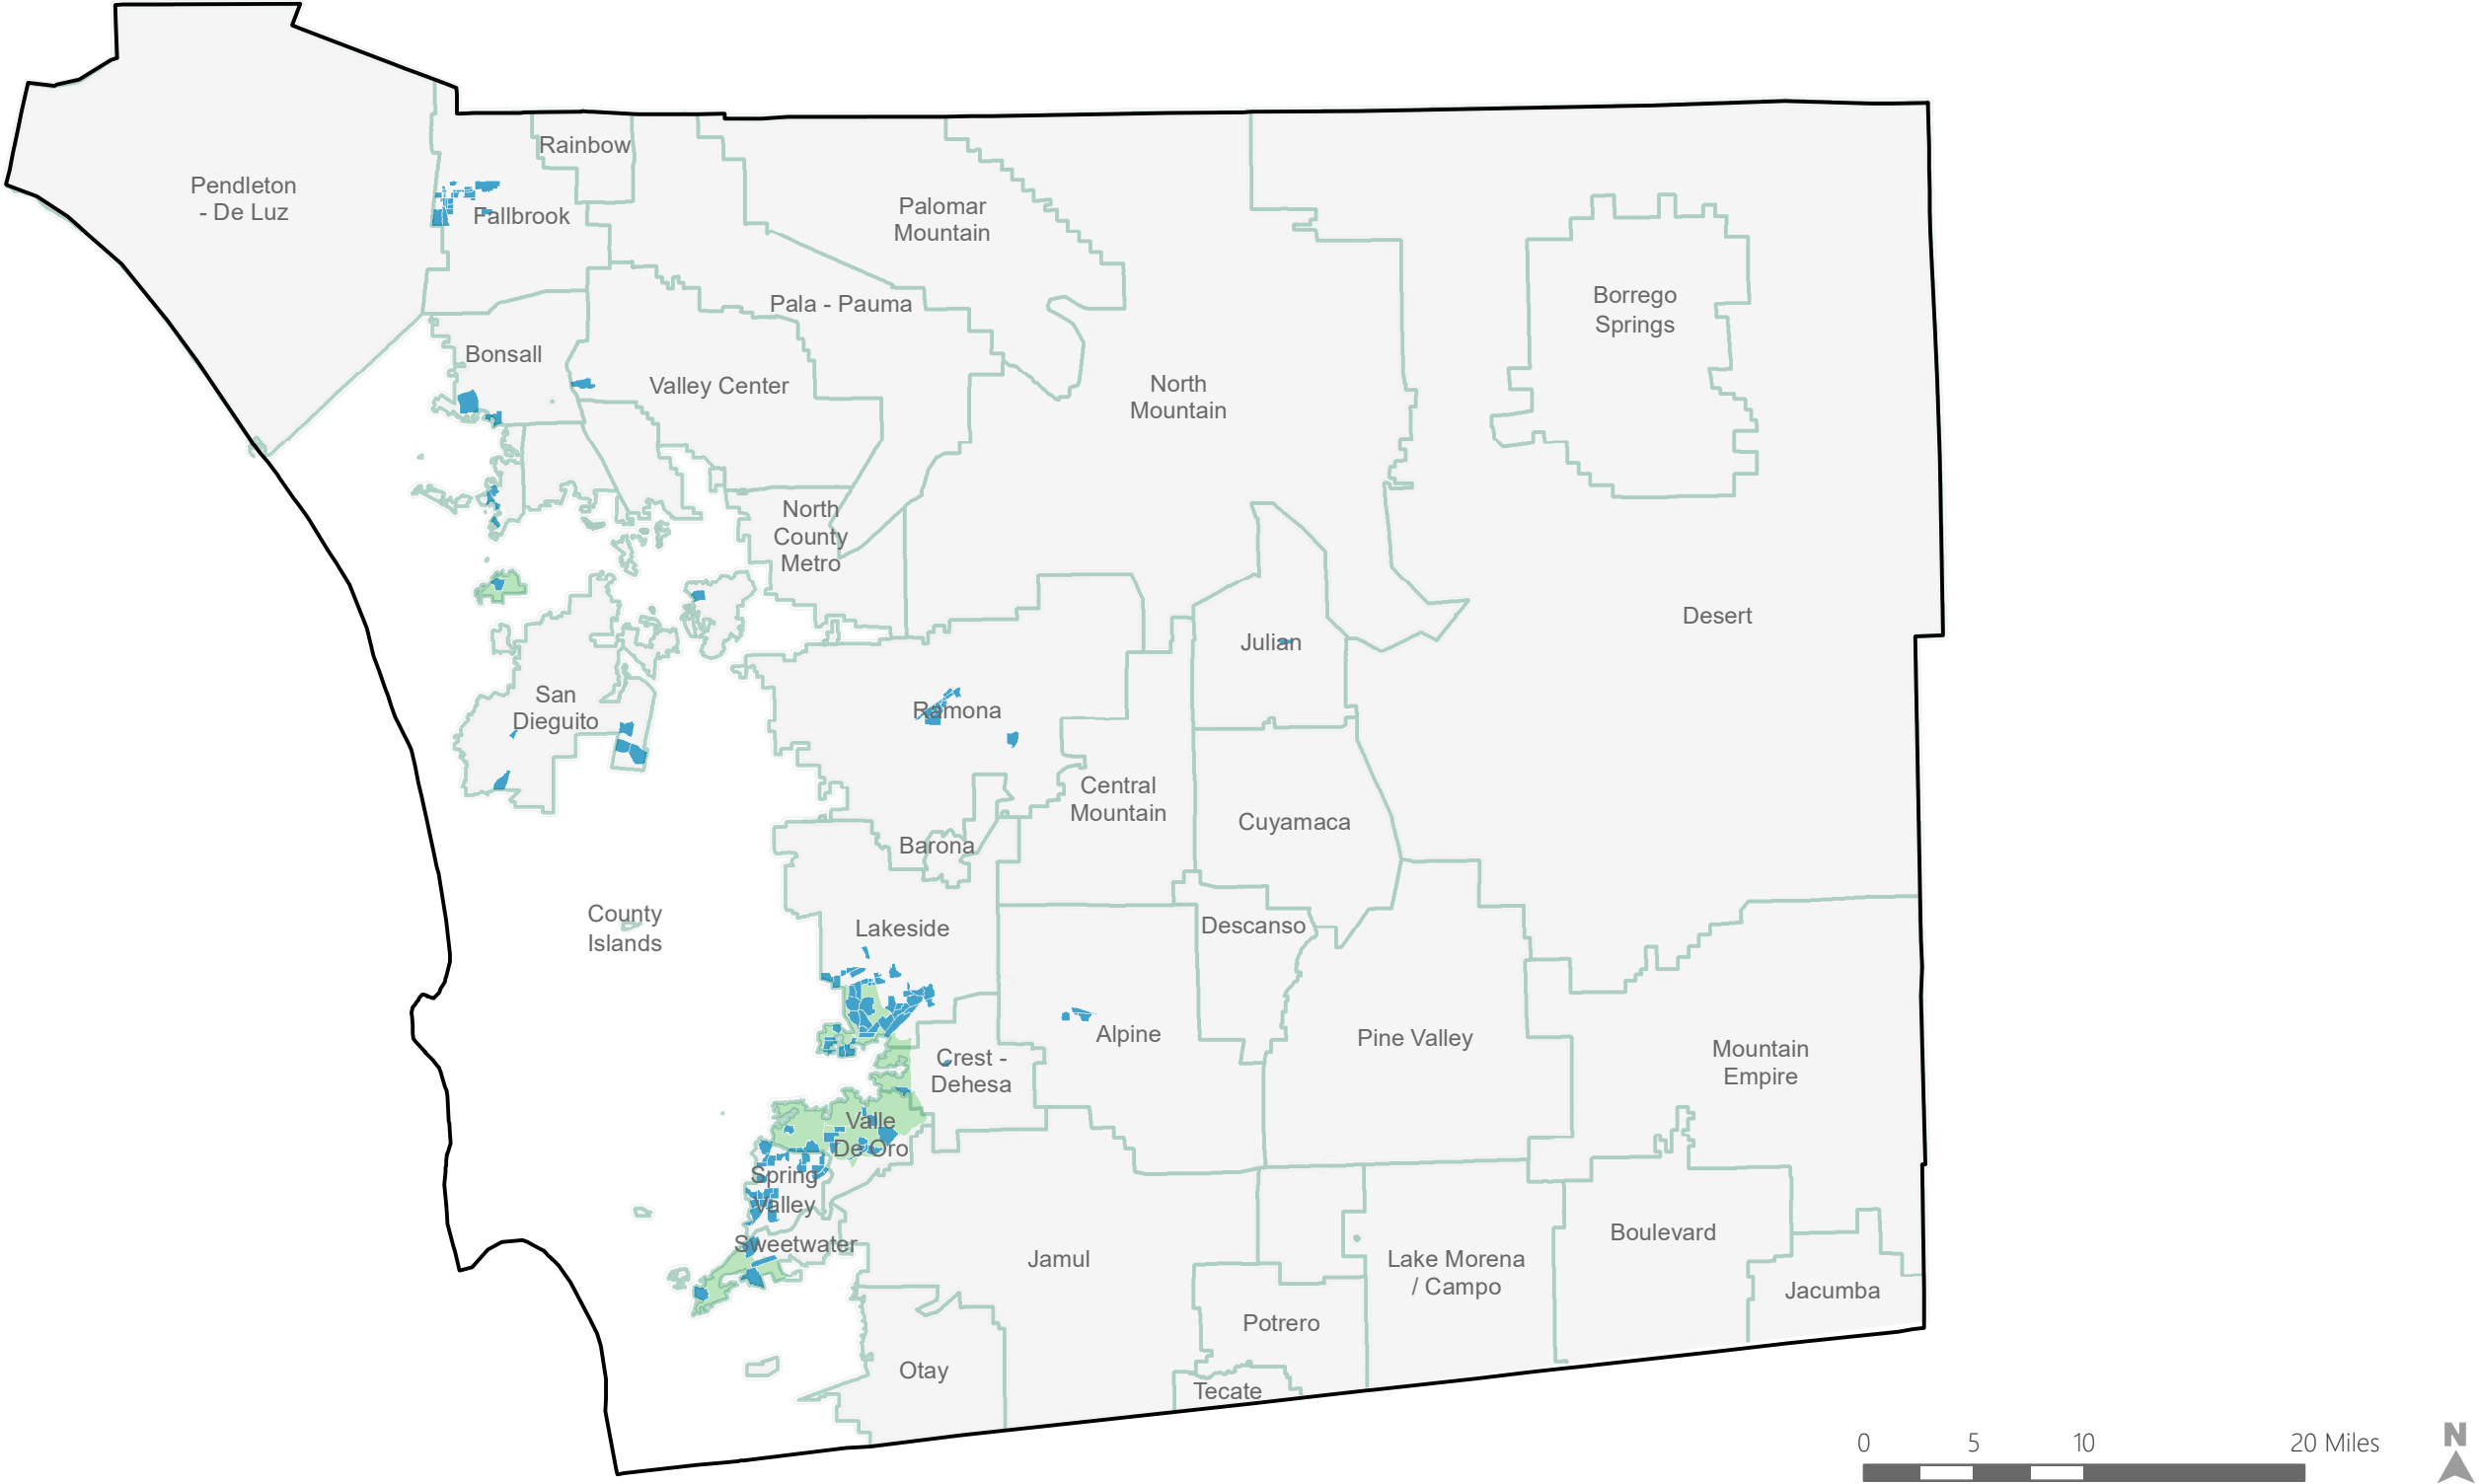 Rainbow
Pendleton
- De Luz
Fallbrook
Palomar
Mountain
Pala - Pauma
Borrego
Springs
Bonsall
Valley Center
North
Mountain
North
County
Metro
Desert
Julian
San
Dieguito
Ramona
Central
Mountain
Cuyamaca
Barona
County
Islands
Lakeside
Descanso
Alpine
Pine Valley
Crest -
Dehesa
Mountain
Empire
Valle
De Oro
Spring
Valley
Sweetwater
Jamul
Lake Morena
/ Campo
Boulevard
Jacumba
Potrero
Otay
Tecate
0 5 10 20 Miles
N